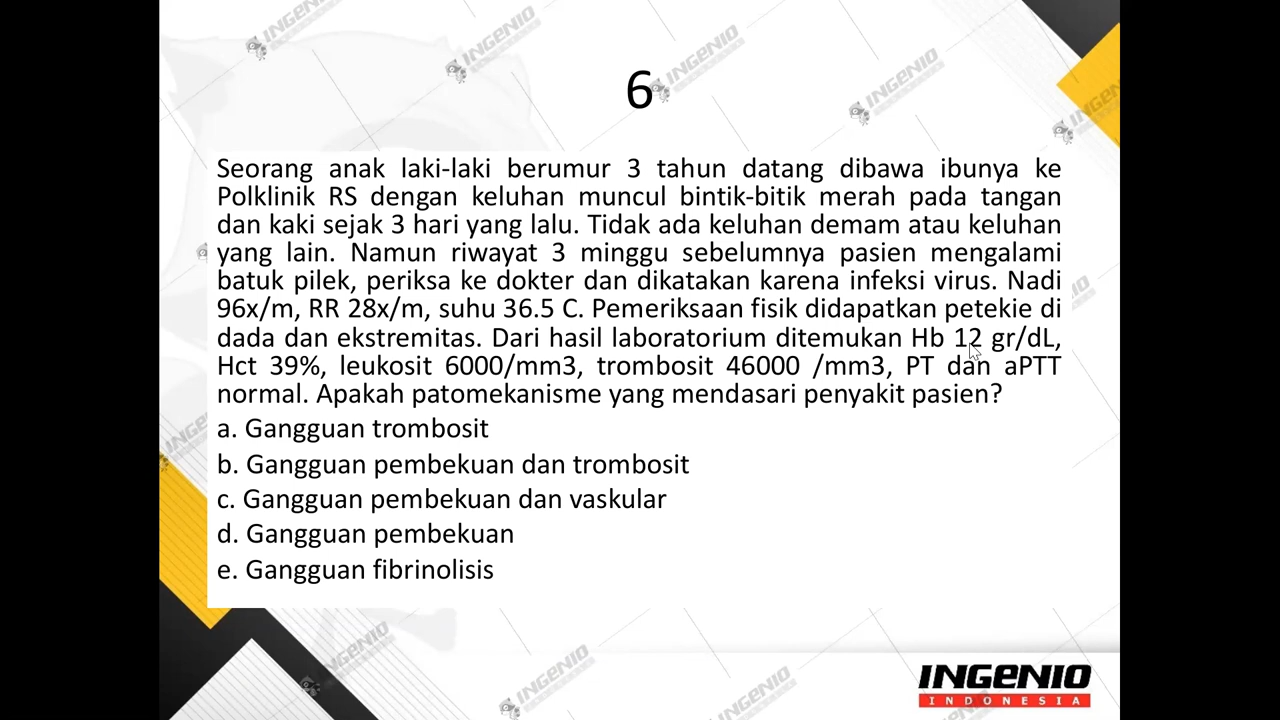 6
Seorang anak laki-laki berumur 3 tahun datang dibawa ibunya ke
Polklinik RS dengan keluhan muncul bintik-bitik merah pada tangan
dan kaki sejak 3 hari yang lalu. Tidak ada keluhan demam atau keluhan
yang lain. Namun riwayat 3 minggu sebelumnya pasien mengalami
batuk pilek, periksa ke dokter dan dikatakan karena infeksi virus. Nadi
96x/m, RR 28x/m, suhu 36.5 C. Pemeriksaan fisik didapatkan petekie di
dada dan ekstremitas. Dari hasil laboratorium ditemukan Hb 12 gr/dL,
Hct 39%, leukosit 6000/mm3, trombosit 46000 /mm3, PT dan aPTT
normal. Apakah patomekanisme yang mendasari penyakit pasien?
a. Gangguan trombosit
b. Gangguan pembekuan dan trombosit
c. Gangguan pembekuan dan vaskular
d. Gangguan pembekuan
e. Gangguan fibrinolisis
INGENIO
INDONESIA